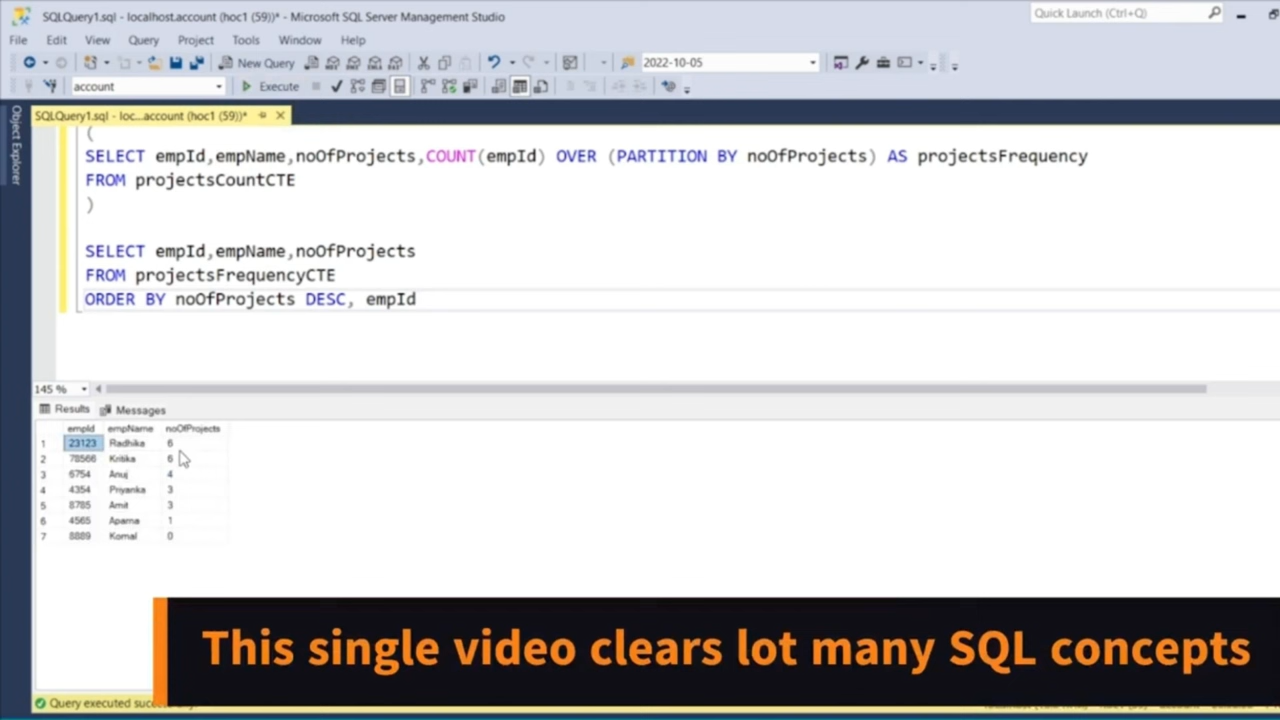 SQLQuery1.sql - localhost.account (hoc1 (59))* - Microsoft SQL Server Management Studio
Quick Launch (Ctrl+Q)
File Edit View Query Project Tools Window Help
New Query
2022-10-05
account
Execute
SQLQuery1.sql - loc...account (hoc1 (59))*
Object Explorer
(
SELECT empId,empName,noOfProjects,COUNT(empId) OVER (PARTITION BY noOfProjects) AS projectsFrequency
FROM projectsCountCTE
)
SELECT empId,empName,noOfProjects
FROM projectsFrequencyCTE
ORDER BY noOfProjects DESC, empId
145 %
Results Messages
empId empName noOfProjects
1 23123 Radhika 6
2 78566 Kritika 6
3 6754 Anuj 4
4 4354 Priyanka 3
5 8785 Amit 3
6 4565 Aparna 1
7 8889 Komal 0
This single video clears lot many SQL concepts
Query executed